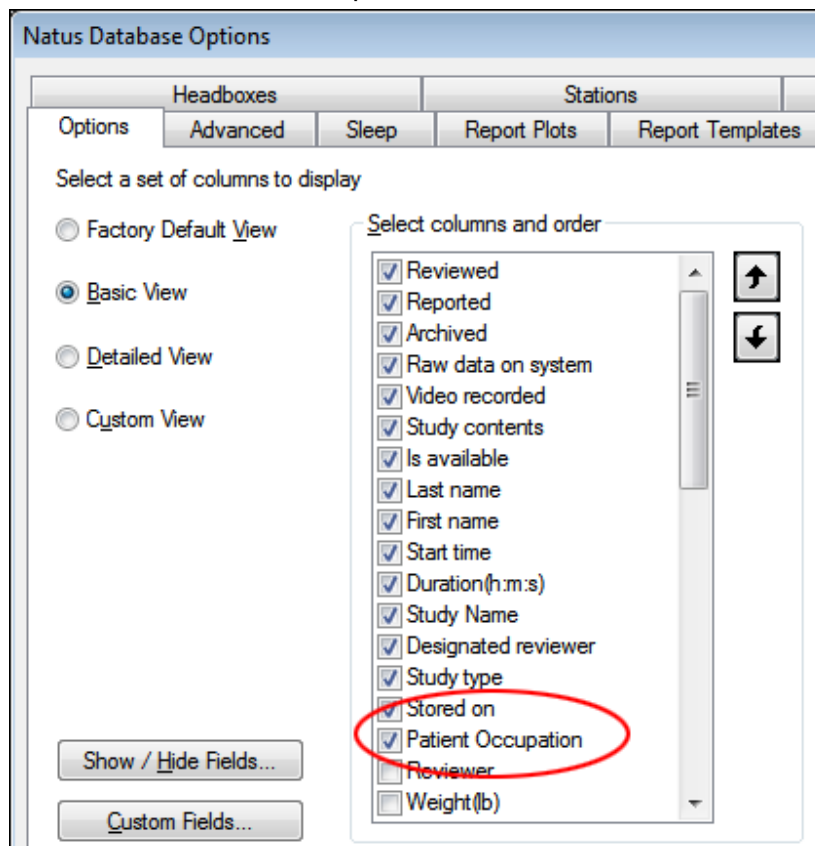 Natus Database Options
Headboxes
Stations
Options
Advanced
Sleep
Report Plots
Report Templates
Select a set of columns to display
Factory Default View
Basic View
Detailed View
Custom View
Select columns and order
Reviewed
Reported
Archived
Raw data on system
Video recorded
Study contents
Is available
Last name
First name
Start time
Duration(h:m:s)
Study Name
Designated reviewer
Study type
Stored on
Patient Occupation
Reviewer
Weight(lb)
Show / Hide Fields...
Custom Fields...